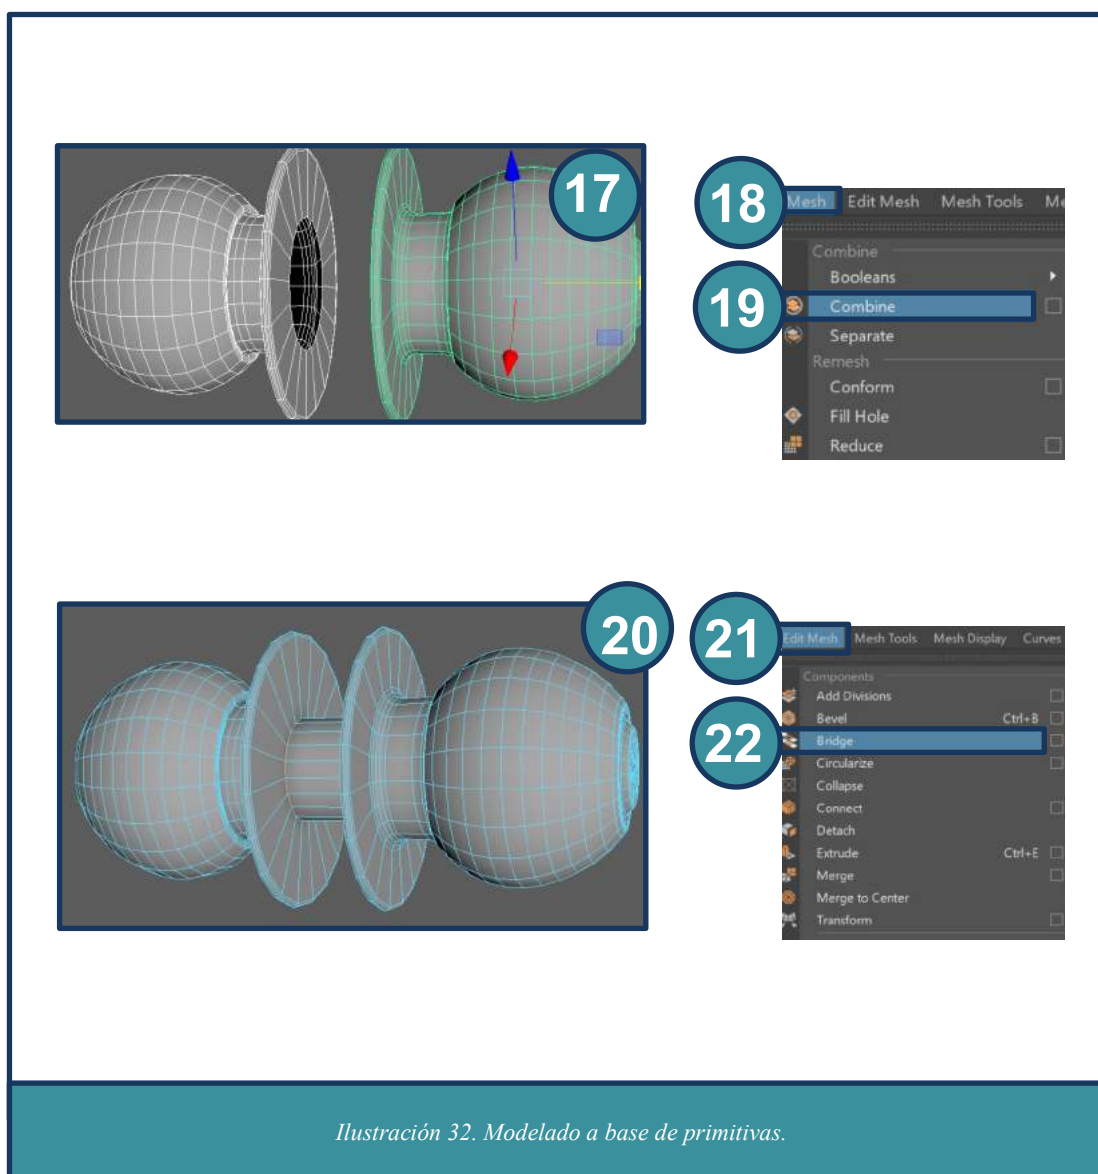 17
18
Mesh Edit Mesh Mesh Tools Me
Combine
Booleans
19
Combine
Separate
Remesh
Conform
Fill Hole
Reduce
20
21
Edit Mesh Mesh Tools Mesh Display Curves
Components
Add Divisions
Bevel Ctrl+B
22
Bridge
Circularize
Collapse
Connect
Detach
Extrude Ctrl+E
Merge
Merge to Center
Transform
Ilustración 32. Modelado a base de primitivas.